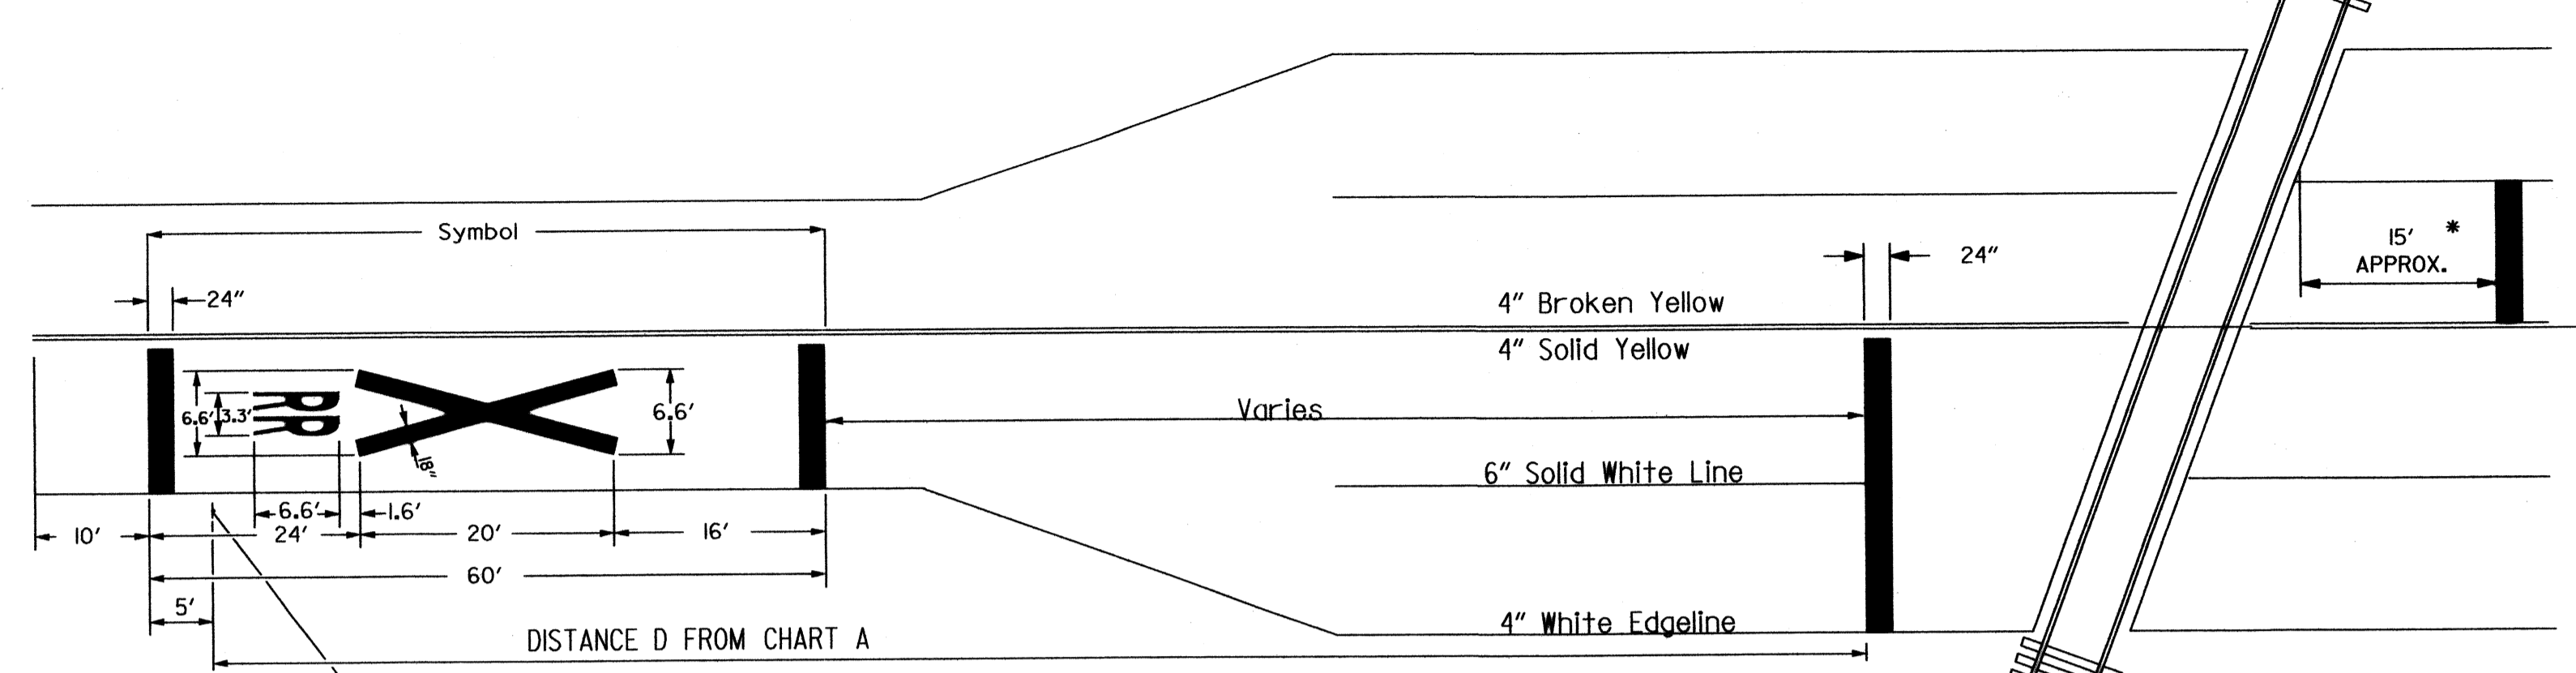 Symbol
24″
24″
15′ *
APPROX.
4″ Broken Yellow
4″ Solid Yellow
6.6′
3.3′
RR
18″
6.6′
Varies
6″ Solid White Line
6.6′
1.6′
10′
24′
20′
16′
60′
5′
4″ White Edgeline
DISTANCE D FROM CHART A